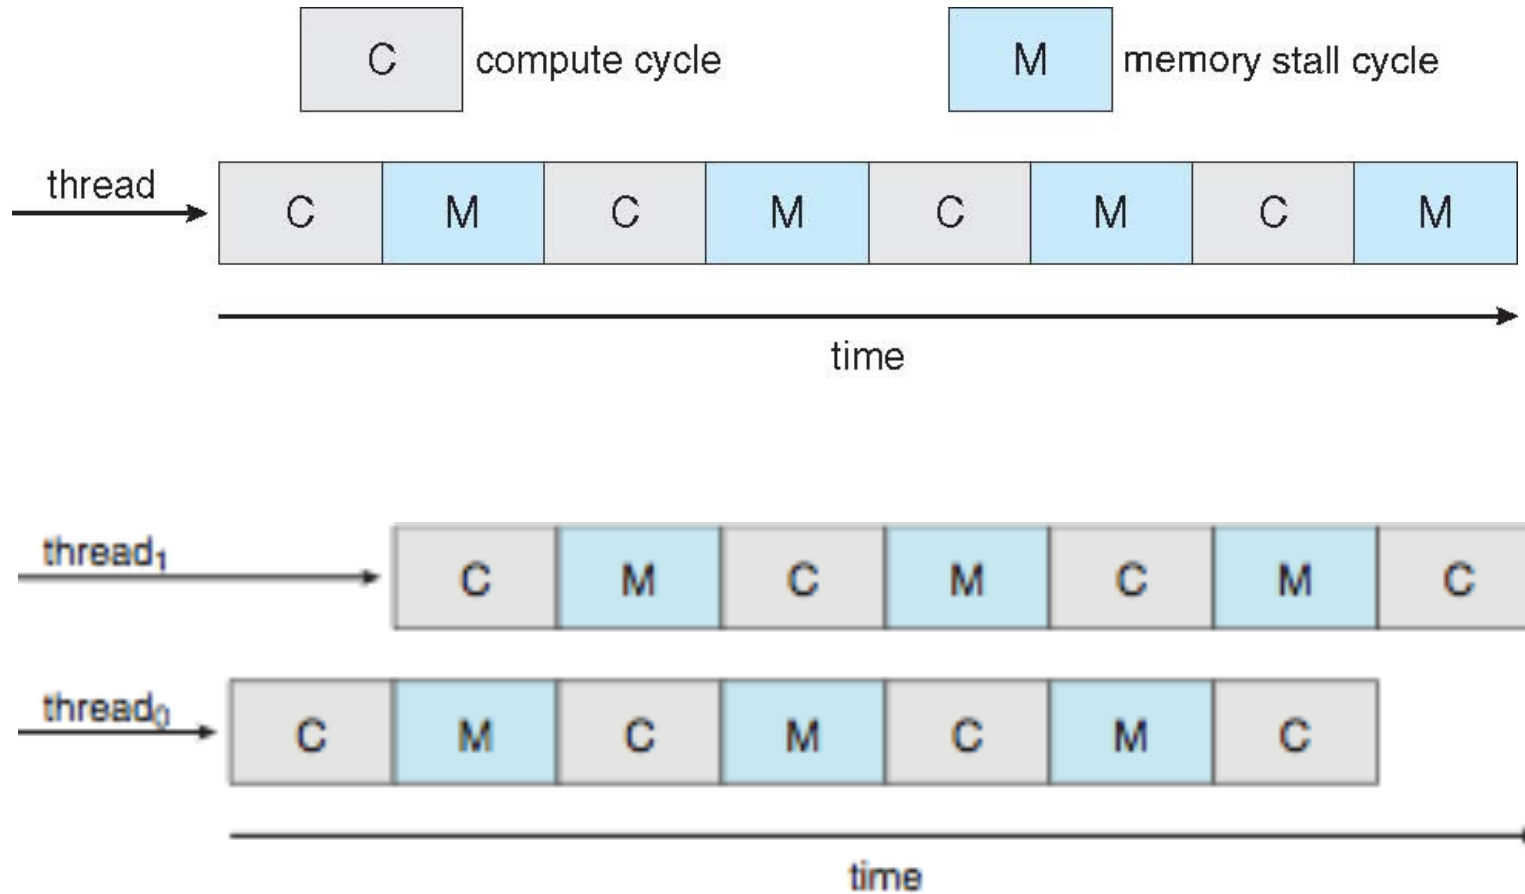 C compute cycle M memory stall cycle
thread C M C M C M C M
time
thread₁ C M C M C M C
thread₀ C M C M C M C
time